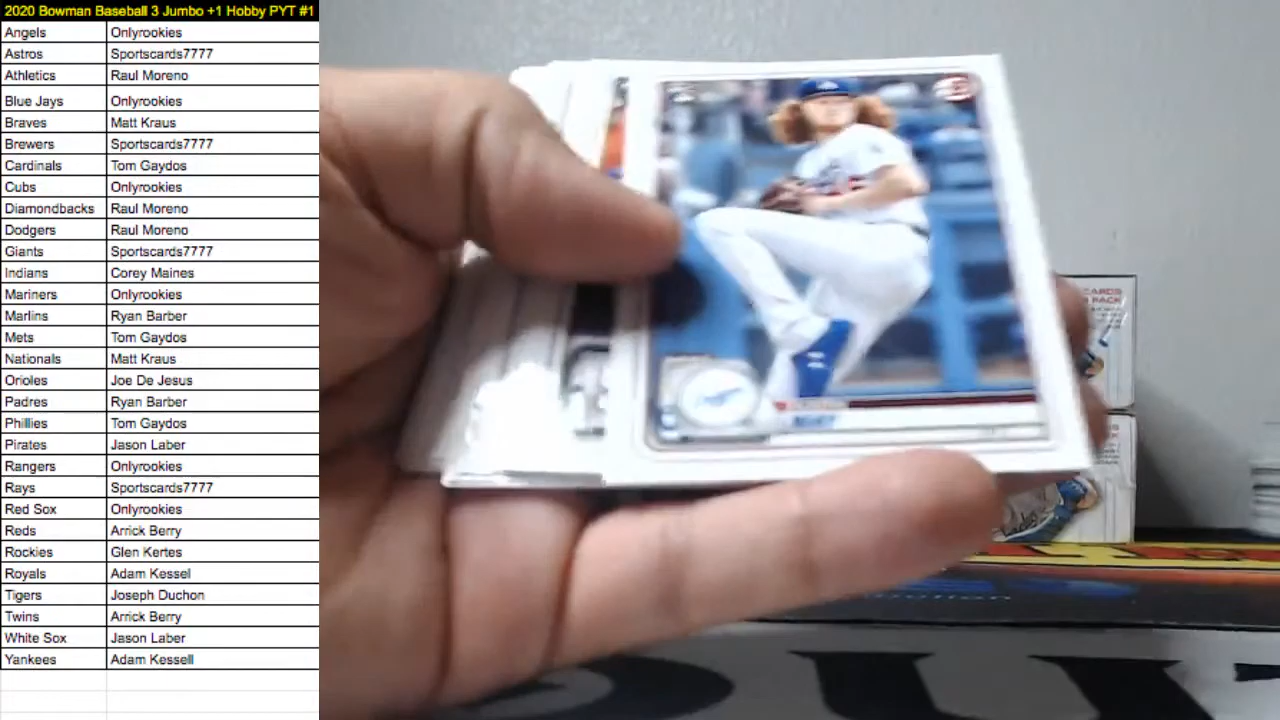 2020 Bowman Baseball 3 Jumbo +1 Hobby PYT #1
Angels Onlyrookies
Astros Sportscards7777
Athletics Raul Moreno
Blue Jays Onlyrookies
Braves Matt Kraus
Brewers Sportscards7777
Cardinals Tom Gaydos
Cubs Onlyrookies
Diamondbacks Raul Moreno
Dodgers Raul Moreno
Giants Sportscards7777
Indians Corey Maines
Mariners Onlyrookies
Marlins Ryan Barber
Mets Tom Gaydos
Nationals Matt Kraus
Orioles Joe De Jesus
Padres Ryan Barber
Phillies Tom Gaydos
Pirates Jason Laber
Rangers Onlyrookies
Rays Sportscards7777
Red Sox Onlyrookies
Reds Arrick Berry
Rockies Glen Kertes
Royals Adam Kessel
Tigers Joseph Duchon
Twins Arrick Berry
White Sox Jason Laber
Yankees Adam Kessell
CARDS
PACK